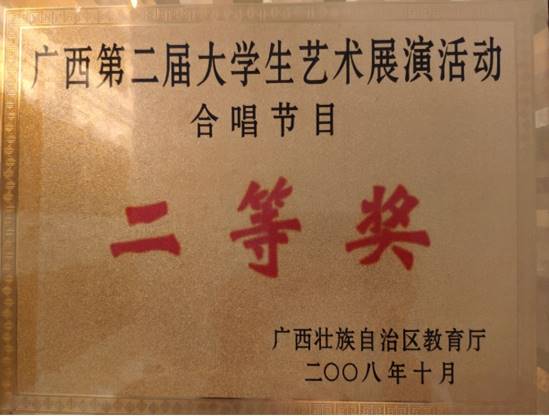 广西第二届大学生艺术展演活动
合唱节目
二等奖
广西壮族自治区教育厅
二〇〇八年十月